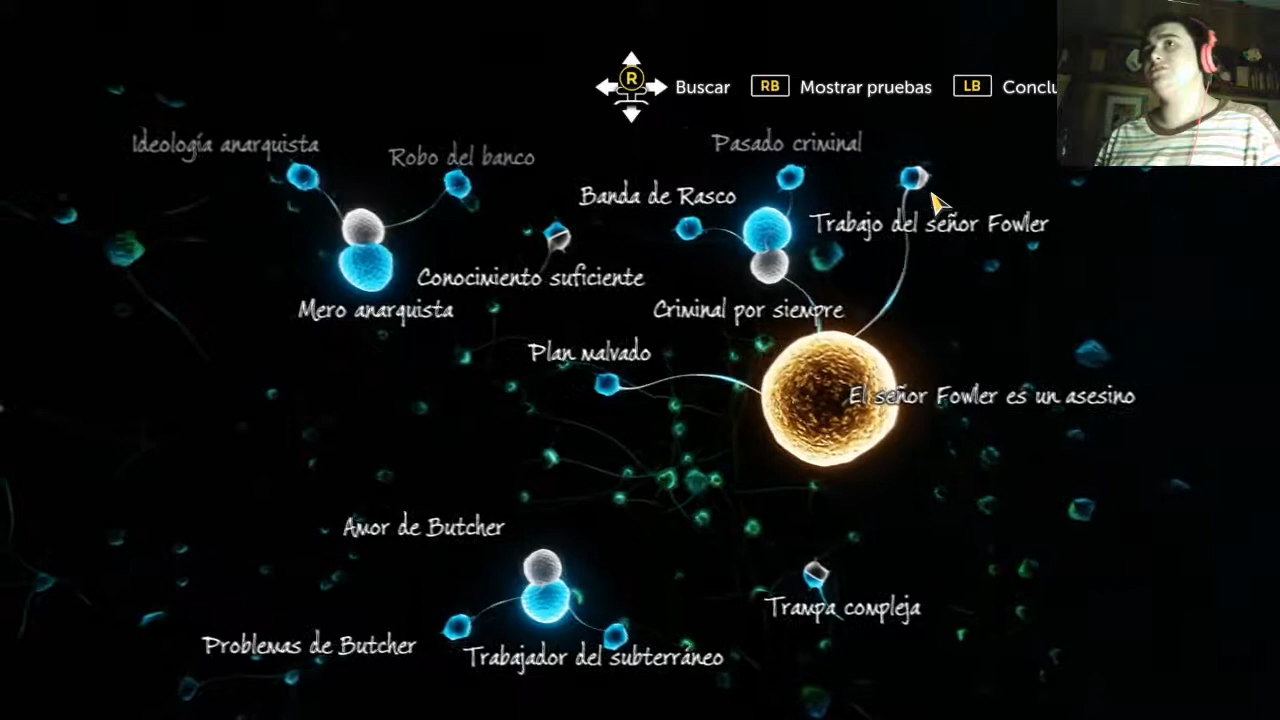 R Buscar RB Mostrar pruebas LB Conclu
Ideología anarquista
Robo del banco
Pasado criminal
Banda de Rasco
Trabajo del señor Fowler
Conocimiento suficiente
Mero anarquista
Criminal por siempre
Plan malvado
El señor Fowler es un asesino
Amor de Butcher
Trampa compleja
Problemas de Butcher
Trabajador del subterráneo